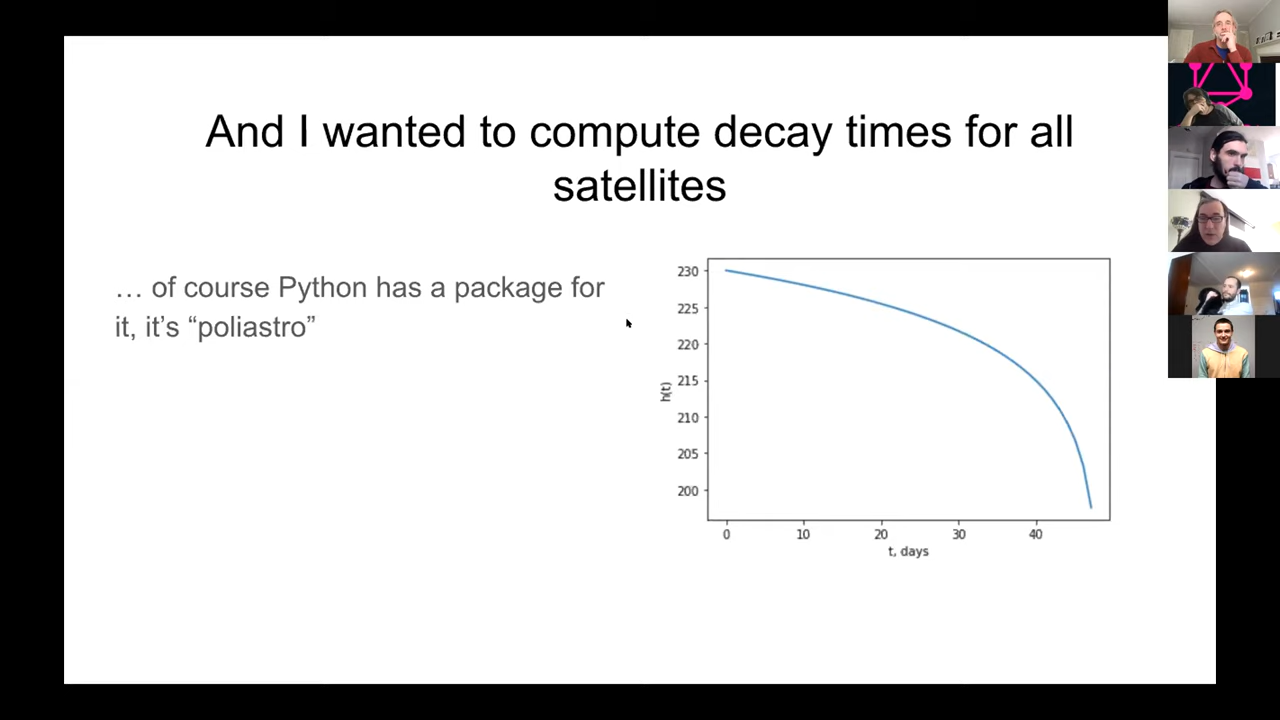 And I wanted to compute decay times for all
satellites
… of course Python has a package for
it, it’s “poliastro”
230
225
220
215
210
205
200
h(t)
0 10 20 30 40
t, days